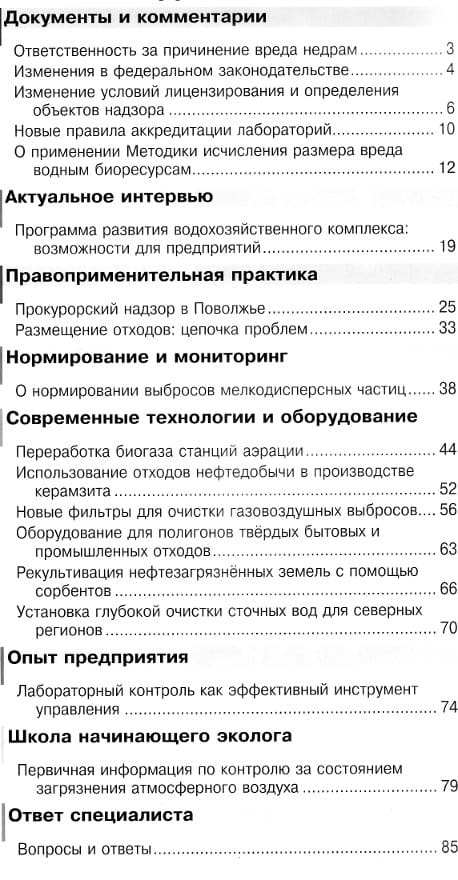 Документы и комментарии
Ответственность за причинение вреда недрам ................... 3
Изменения в федеральном законодательстве ................... 4
Изменение условий лицензирования и определения
объектов надзора ................... 6
Новые правила аккредитации лабораторий ................... 10
О применении Методики исчисления размера вреда
водным биоресурсам ................... 12
Актуальное интервью
Программа развития водохозяйственного комплекса:
возможности для предприятий ................... 19
Правоприменительная практика
Прокурорский надзор в Поволжье ................... 25
Размещение отходов: цепочка проблем ................... 33
Нормирование и мониторинг
О нормировании выбросов мелкодисперсных частиц ...... 38
Современные технологии и оборудование
Переработка биогаза станций аэрации ................... 44
Использование отходов нефтедобычи в производстве
керамзита ................... 52
Новые фильтры для очистки газовоздушных выбросов .... 56
Оборудование для полигонов твёрдых бытовых и
промышленных отходов ................... 63
Рекультивация нефтезагрязнённых земель с помощью
сорбентов ................... 66
Установка глубокой очистки сточных вод для северных
регионов ................... 70
Опыт предприятия
Лабораторный контроль как эффективный инструмент
управления ................... 74
Школа начинающего эколога
Первичная информация по контролю за состоянием
загрязнения атмосферного воздуха ................... 79
Ответ специалиста
Вопросы и ответы ................... 85